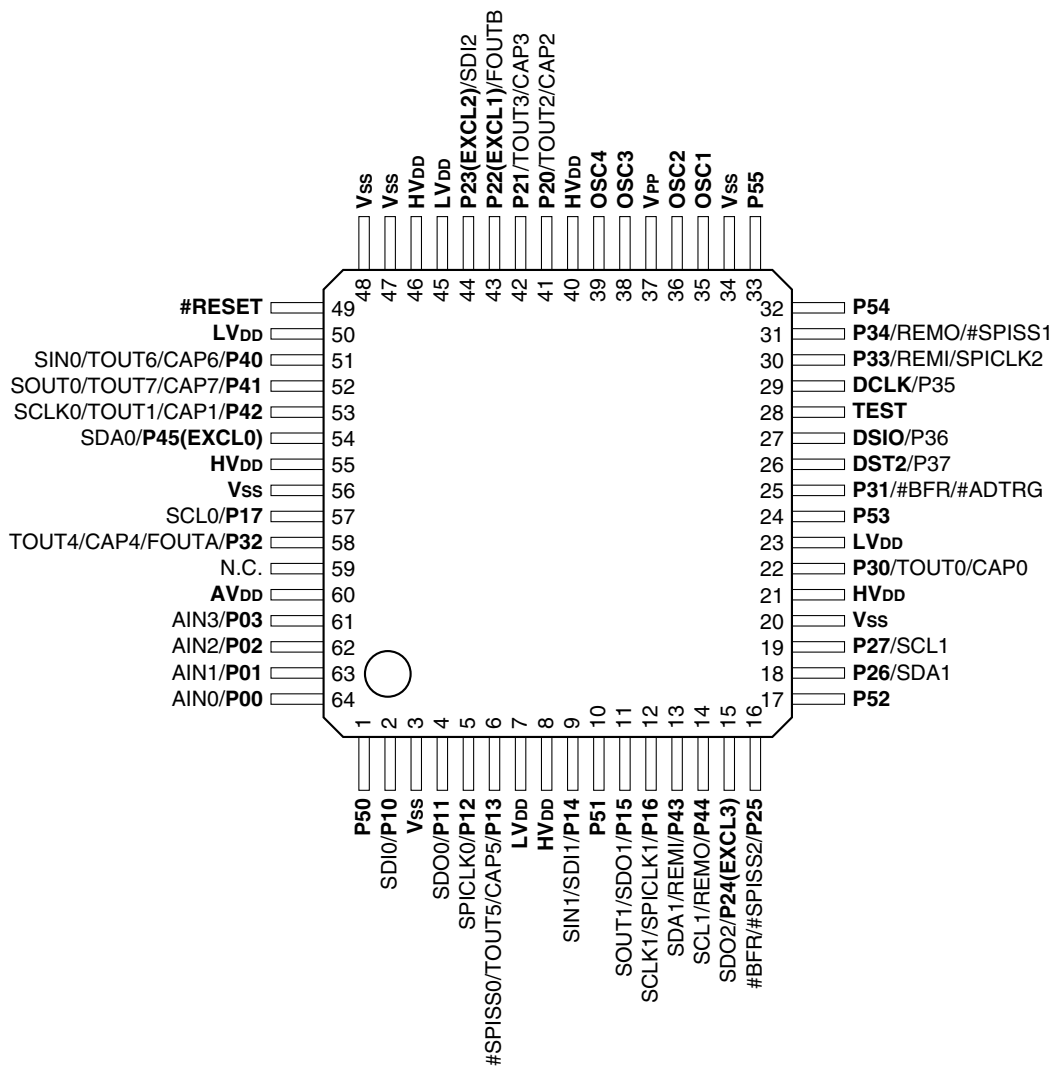 Vss
Vss
HVDD
LVDD
P23(EXCL2)/SDI2
P22(EXCL1)/FOUTB
P21/TOUT3/CAP3
P20/TOUT2/CAP2
HVDD
OSC4
OSC3
VPP
OSC2
OSC1
Vss
P55
48
47
46
45
44
43
42
41
40
39
38
37
36
35
34
33
#RESET 49
LVDD 50
SIN0/TOUT6/CAP6/P40 51
SOUT0/TOUT7/CAP7/P41 52
SCLK0/TOUT1/CAP1/P42 53
SDA0/P45(EXCL0) 54
HVDD 55
Vss 56
SCL0/P17 57
TOUT4/CAP4/FOUTA/P32 58
N.C. 59
AVDD 60
AIN3/P03 61
AIN2/P02 62
AIN1/P01 63
AIN0/P00 64
32 P54
31 P34/REMO/#SPISS1
30 P33/REMI/SPICLK2
29 DCLK/P35
28 TEST
27 DSIO/P36
26 DST2/P37
25 P31/#BFR/#ADTRG
24 P53
23 LVDD
22 P30/TOUT0/CAP0
21 HVDD
20 Vss
19 P27/SCL1
18 P26/SDA1
17 P52
1
2
3
4
5
6
7
8
9
10
11
12
13
14
15
16
P50
SDI0/P10
Vss
SDO0/P11
SPICLK0/P12
#SPISS0/TOUT5/CAP5/P13
LVDD
HVDD
SIN1/SDI1/P14
P51
SOUT1/SDO1/P15
SCLK1/SPICLK1/P16
SDA1/REMI/P43
SCL1/REMO/P44
SDO2/P24(EXCL3)
#BFR/#SPISS2/P25